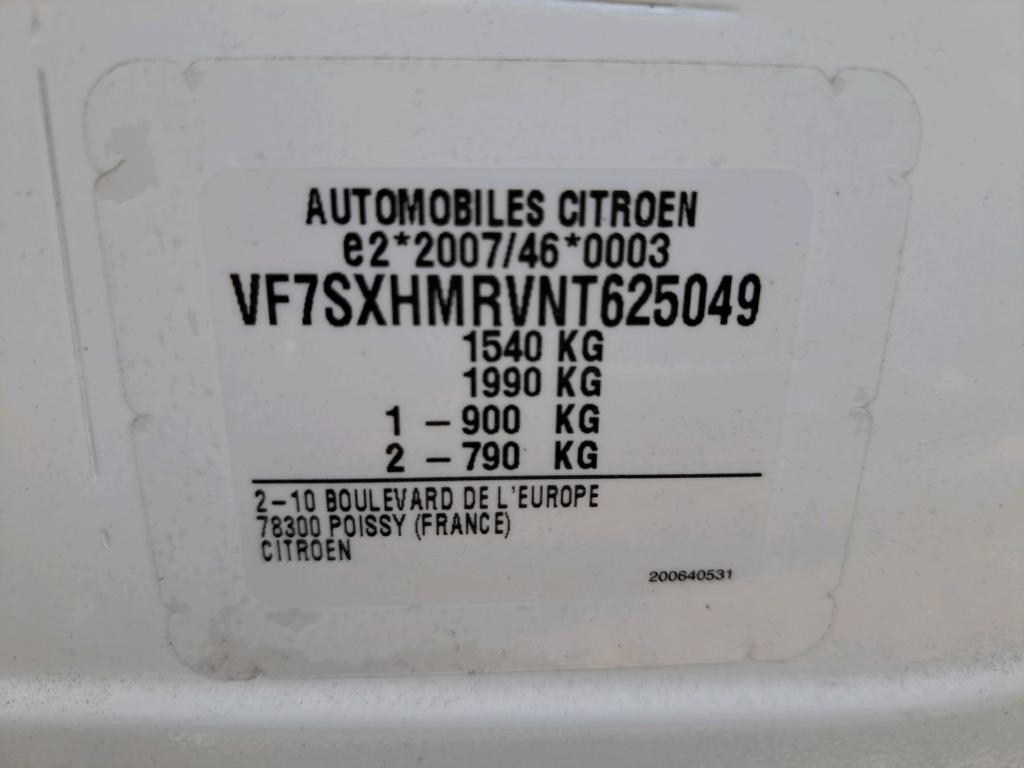 AUTOMOBILES CITROEN
e2*2007/46*0003
VF7SXHMRVNT625049
1540 KG
1990 KG
1 - 900 KG
2 - 790 KG
2-10 BOULEVARD DE L'EUROPE
78300 POISSY (FRANCE)
CITROEN
200640531